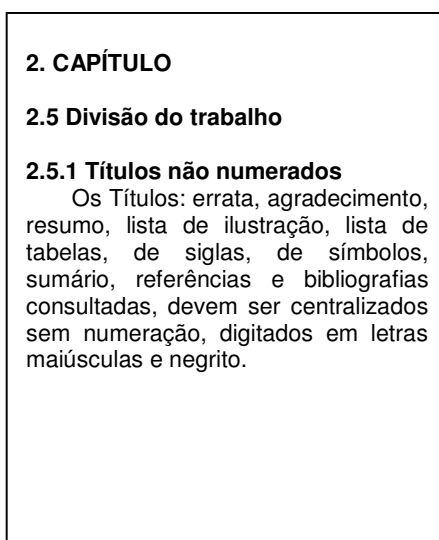 2. CAPÍTULO
2.5 Divisão do trabalho
2.5.1 Títulos não numerados
Os Títulos: errata, agradecimento,
resumo, lista de ilustração, lista de
tabelas, de siglas, de símbolos,
sumário, referências e bibliografias
consultadas, devem ser centralizados
sem numeração, digitados em letras
maiúsculas e negrito.